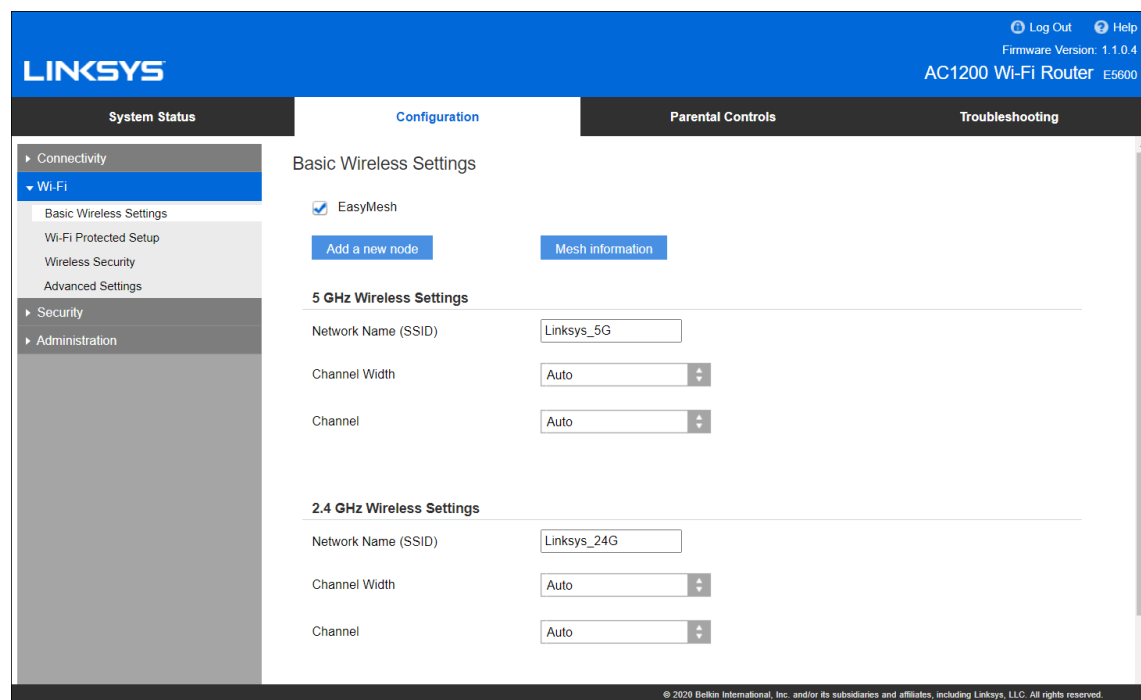 Log Out Help
Firmware Version: 1.1.0.4
LINKSYS
AC1200 Wi-Fi Router E5600
System Status Configuration Parental Controls Troubleshooting
Connectivity
Wi-Fi
Basic Wireless Settings
Wi-Fi Protected Setup
Wireless Security
Advanced Settings
Security
Administration
Basic Wireless Settings
EasyMesh
Add a new node Mesh information
5 GHz Wireless Settings
Network Name (SSID) Linksys_5G
Channel Width Auto
Channel Auto
2.4 GHz Wireless Settings
Network Name (SSID) Linksys_24G
Channel Width Auto
Channel Auto
© 2020 Belkin International, Inc. and/or its subsidiaries and affiliates, including Linksys, LLC. All rights reserved.